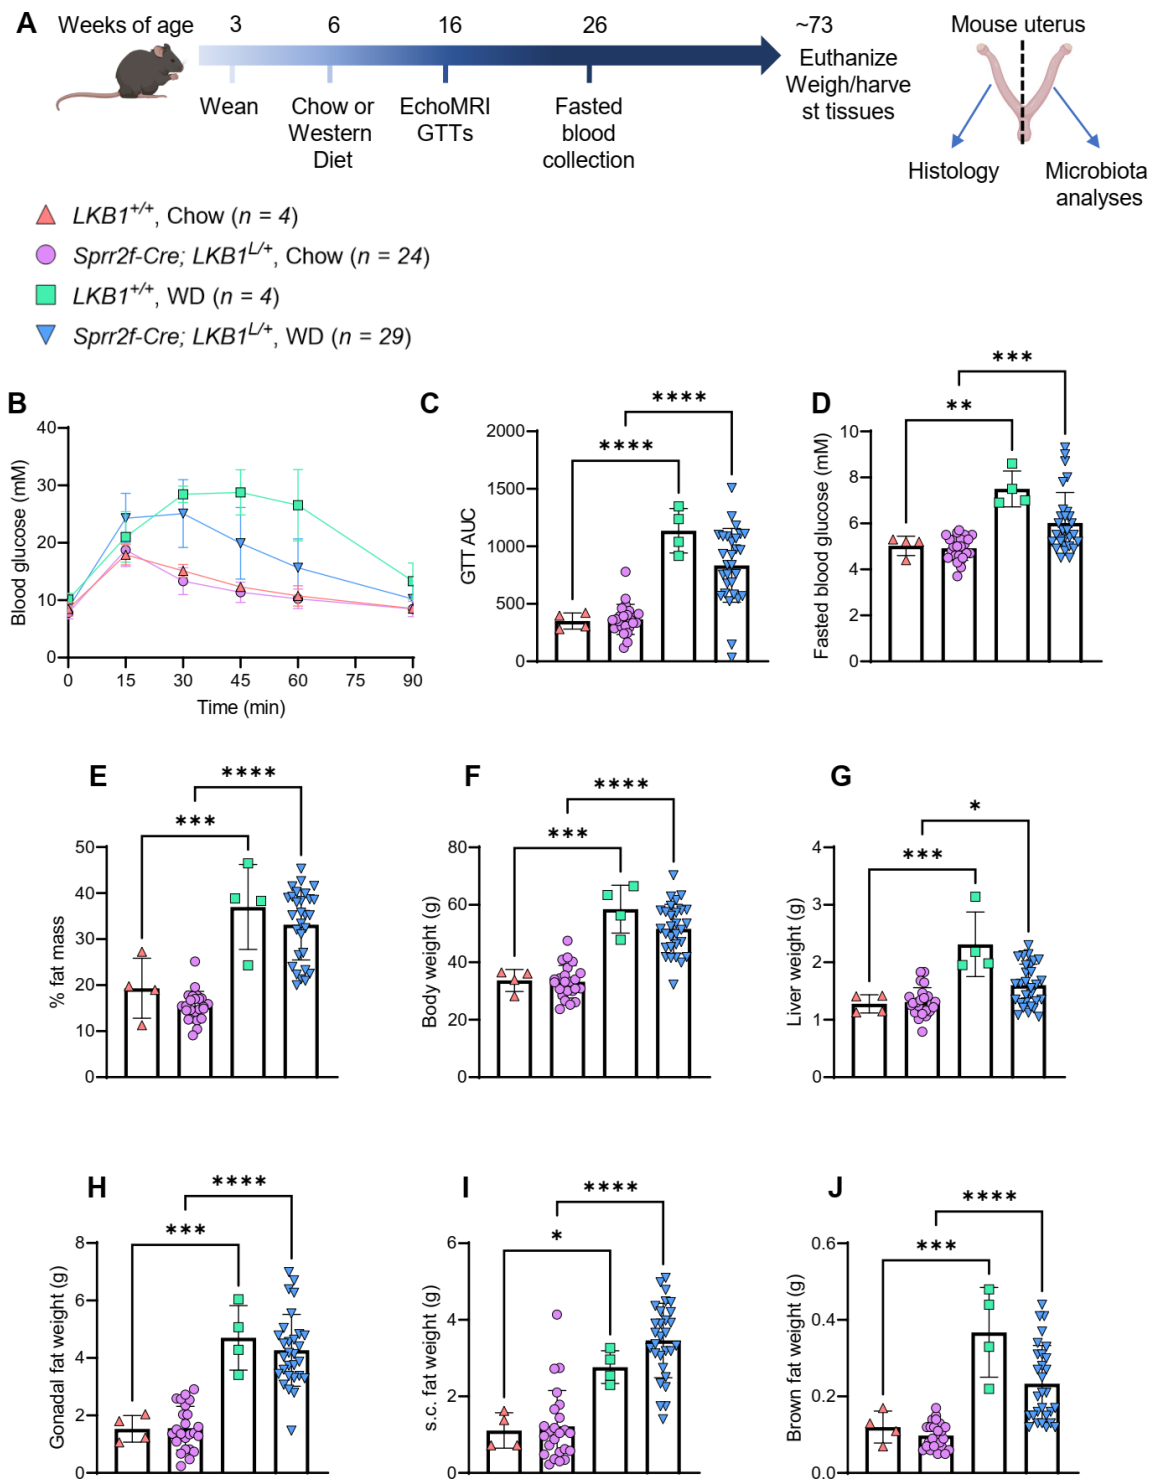 A
Weeks of age
3
6
16
26
~73
Mouse uterus
Wean
Chow or
Western
Diet
EchoMRI
GTTs
Fasted
blood
collection
Euthanize
Weigh/harve
st tissues
Histology
Microbiota
analyses
LKB1+/+, Chow (n = 4)
Sprr2f-Cre; LKB1L/+, Chow (n = 24)
LKB1+/+, WD (n = 4)
Sprr2f-Cre; LKB1L/+, WD (n = 29)
B
Blood glucose (mM)
40
30
20
10
0
0 15 30 45 60 75 90
Time (min)
C
GTT AUC
2000
1500
1000
500
0
****
****
D
Fasted blood glucose (mM)
10
8
6
4
2
0
***
**
E
% fat mass
50
40
30
20
10
0
****
***
F
Body weight (g)
80
60
40
20
0
****
***
G
Liver weight (g)
4
3
2
1
0
*
***
H
Gonadal fat weight (g)
8
6
4
2
0
****
***
I
s.c. fat weight (g)
6
4
2
0
****
*
J
Brown fat weight (g)
0.6
0.4
0.2
0.0
****
***